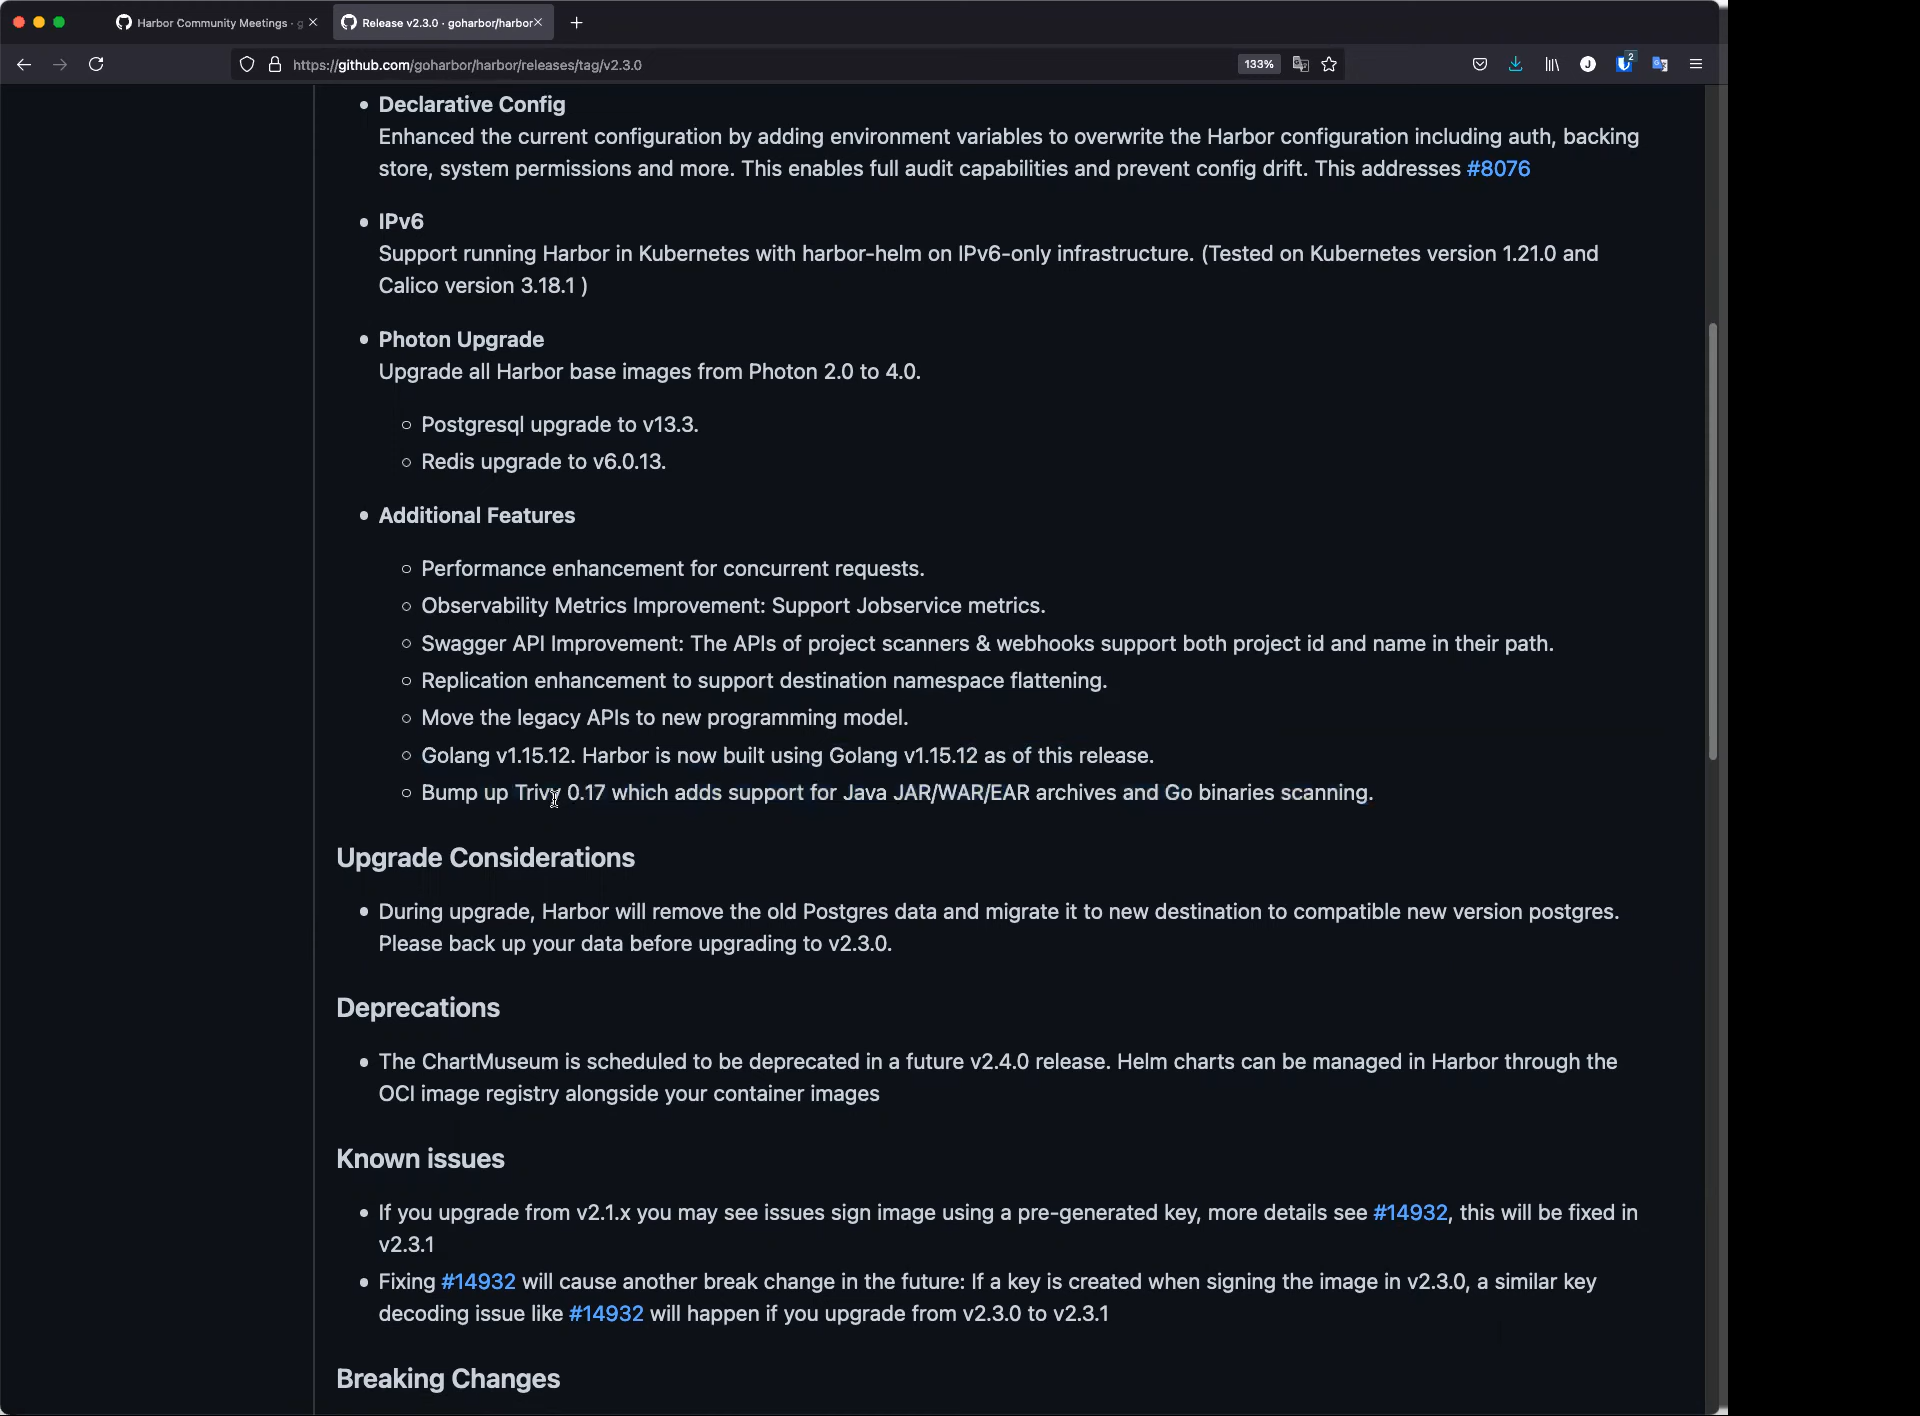 Harbor Community Meetings · g
Release v2.3.0 · goharbor/harbor
https://github.com/goharbor/harbor/releases/tag/v2.3.0
133%
J
2
Declarative Config
Enhanced the current configuration by adding environment variables to overwrite the Harbor configuration including auth, backing
store, system permissions and more. This enables full audit capabilities and prevent config drift. This addresses #8076
IPv6
Support running Harbor in Kubernetes with harbor-helm on IPv6-only infrastructure. (Tested on Kubernetes version 1.21.0 and
Calico version 3.18.1 )
Photon Upgrade
Upgrade all Harbor base images from Photon 2.0 to 4.0.
Postgresql upgrade to v13.3.
Redis upgrade to v6.0.13.
Additional Features
Performance enhancement for concurrent requests.
Observability Metrics Improvement: Support Jobservice metrics.
Swagger API Improvement: The APIs of project scanners & webhooks support both project id and name in their path.
Replication enhancement to support destination namespace flattening.
Move the legacy APIs to new programming model.
Golang v1.15.12. Harbor is now built using Golang v1.15.12 as of this release.
Bump up Trivy 0.17 which adds support for Java JAR/WAR/EAR archives and Go binaries scanning.
Upgrade Considerations
During upgrade, Harbor will remove the old Postgres data and migrate it to new destination to compatible new version postgres.
Please back up your data before upgrading to v2.3.0.
Deprecations
The ChartMuseum is scheduled to be deprecated in a future v2.4.0 release. Helm charts can be managed in Harbor through the
OCI image registry alongside your container images
Known issues
If you upgrade from v2.1.x you may see issues sign image using a pre-generated key, more details see #14932, this will be fixed in
v2.3.1
Fixing #14932 will cause another break change in the future: If a key is created when signing the image in v2.3.0, a similar key
decoding issue like #14932 will happen if you upgrade from v2.3.0 to v2.3.1
Breaking Changes